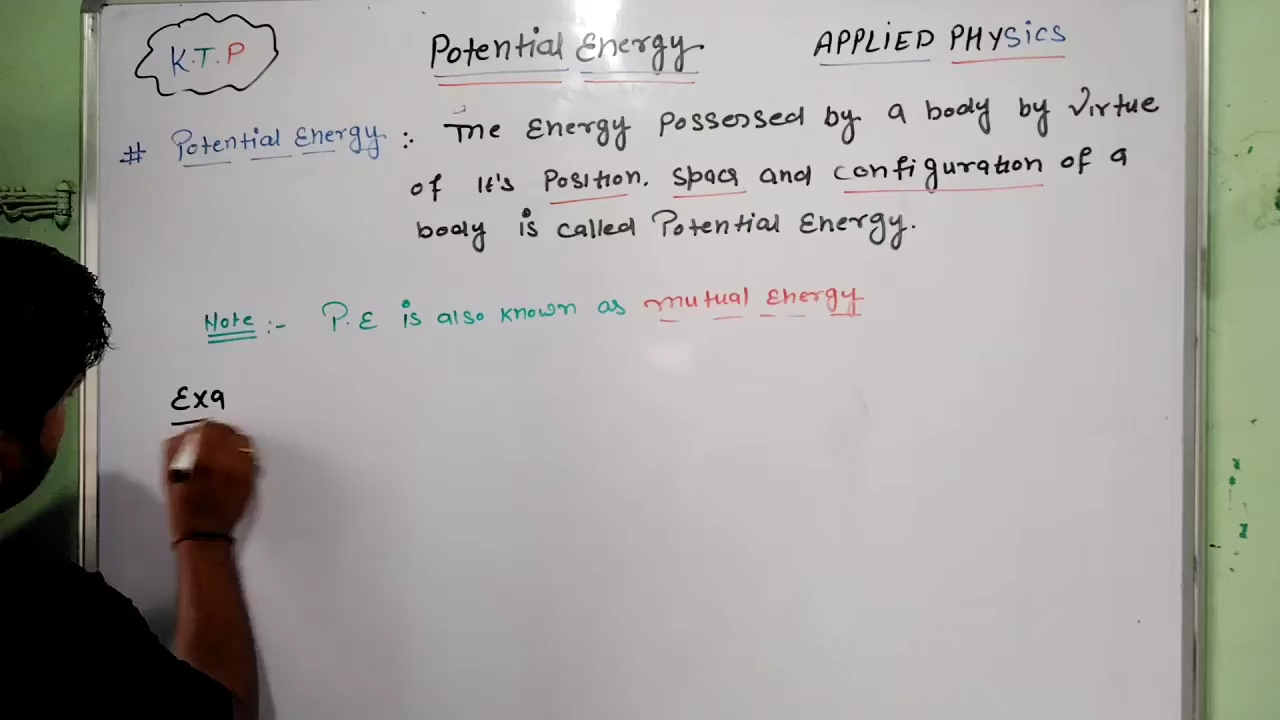 K.T.P
Potential Energy
APPLIED PHYSICS
# Potential Energy :- The Energy Possessed by a body by Virtue
of It's Position, Space and configuration of a
body is called Potential Energy.
Note :- P.E is also known as mutual Energy
Exa